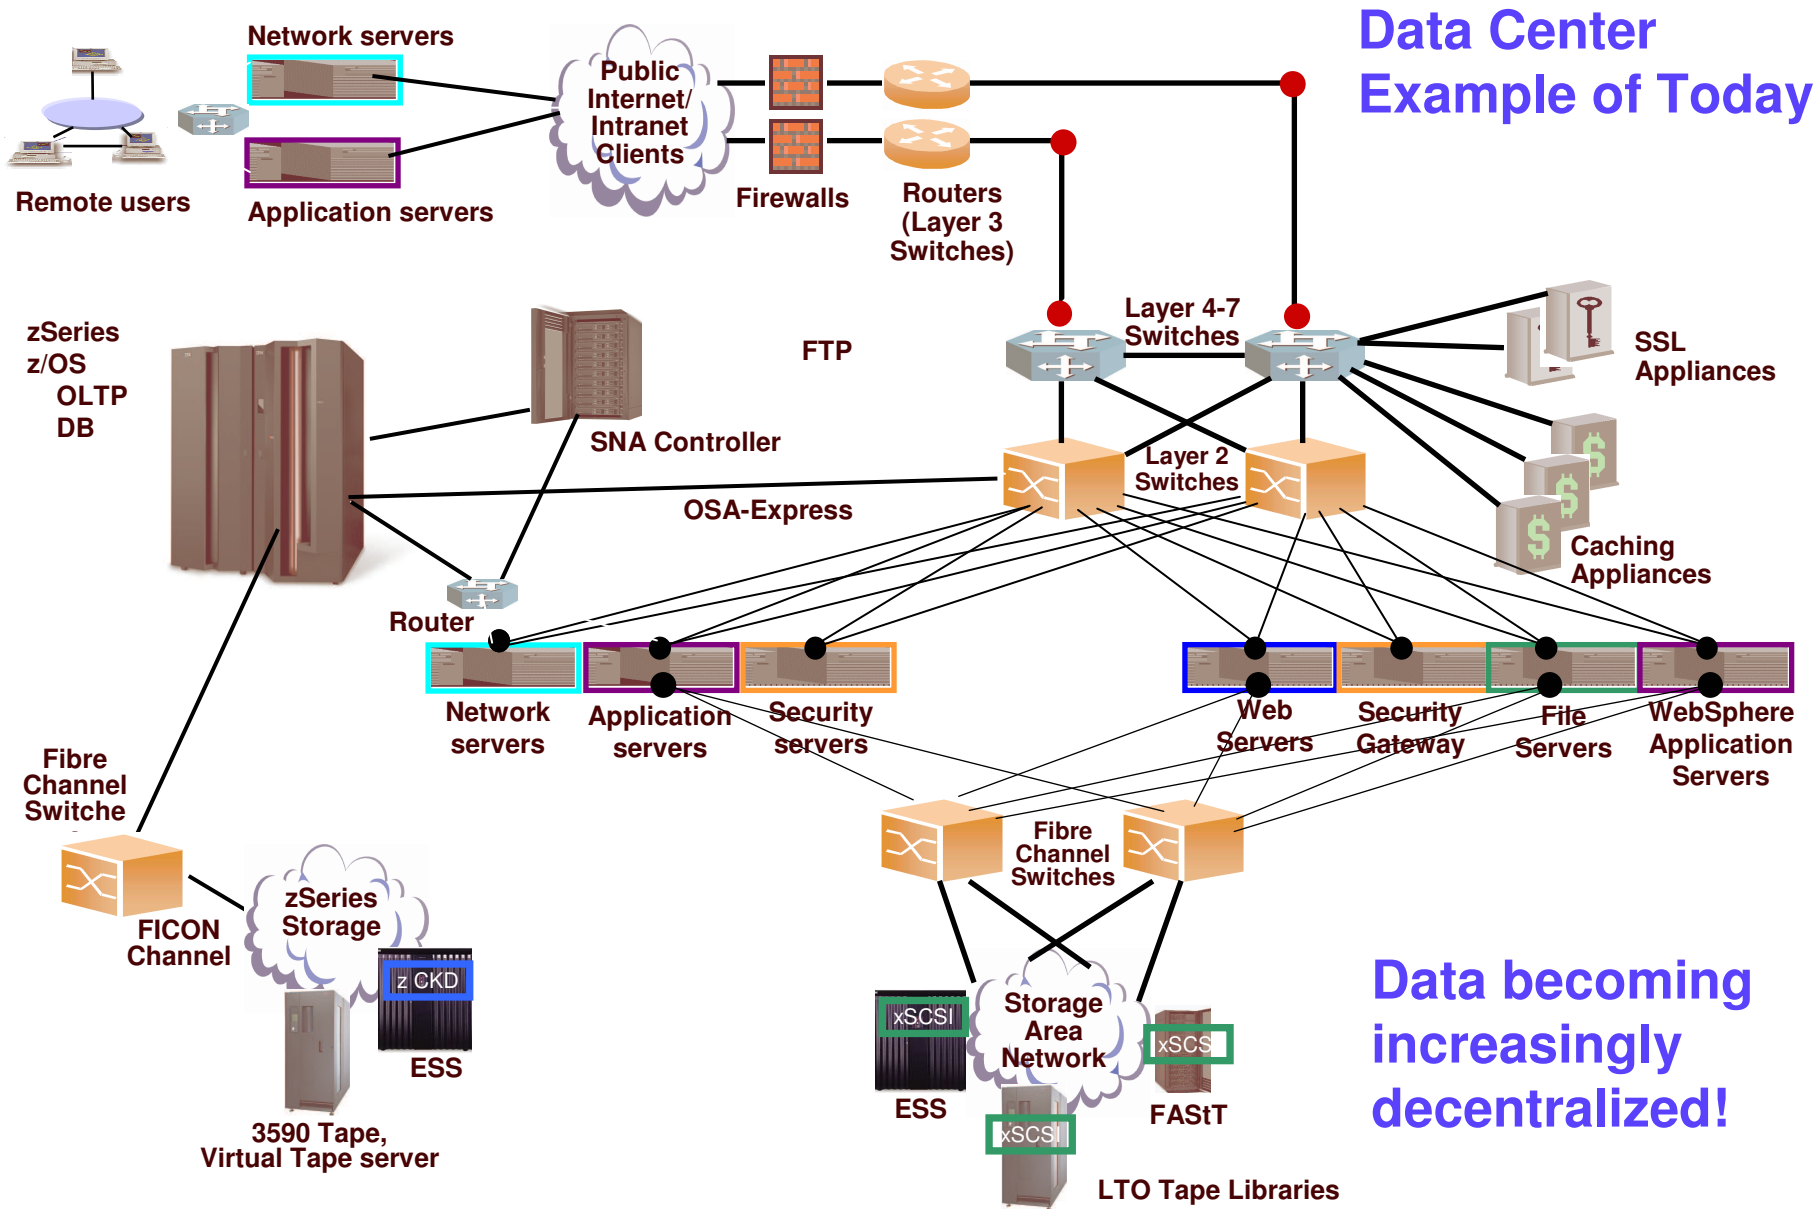 Data Center
Example of Today
Network servers
Public
Internet/
Intranet
Clients
Remote users
Application servers
Firewalls
Routers
(Layer 3
Switches)
zSeries
z/OS
OLTP
DB
FTP
Layer 4-7
Switches
SSL
Appliances
SNA Controller
Layer 2
Switches
OSA-Express
Caching
Appliances
Router
Network
servers
Application
servers
Security
servers
Web
Servers
Security
Gateway
File
Servers
WebSphere
Application
Servers
Fibre
Channel
Switche
Fibre
Channel
Switches
zSeries
Storage
FICON
Channel
z CKD
ESS
3590 Tape,
Virtual Tape server
Storage
Area
Network
xSCSI
ESS
xSCS
FAStT
xSCSI
LTO Tape Libraries
Data becoming
increasingly
decentralized!